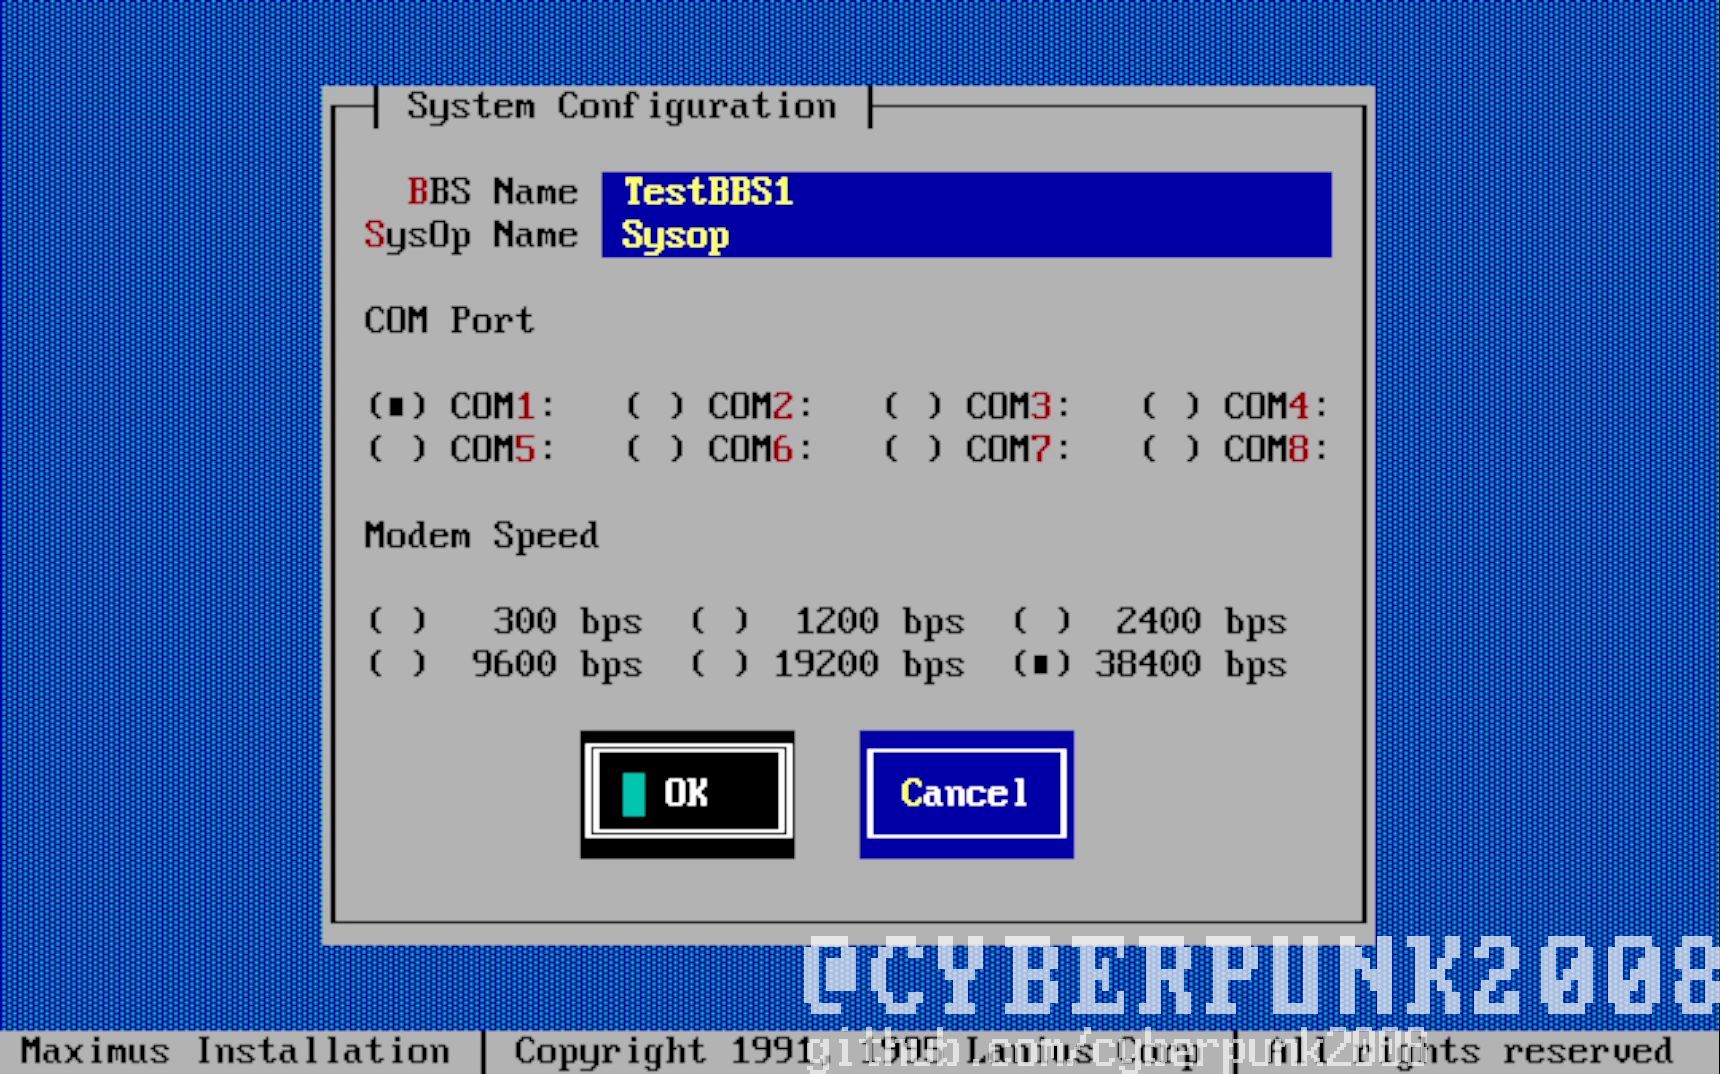 System Configuration
BBS Name TestBBS1
SysOp Name Sysop
COM Port
(■) COM1: ( ) COM2: ( ) COM3: ( ) COM4:
( ) COM5: ( ) COM6: ( ) COM7: ( ) COM8:
Modem Speed
( ) 300 bps ( ) 1200 bps ( ) 2400 bps
( ) 9600 bps ( ) 19200 bps (■) 38400 bps
OK Cancel
@CYBERPUNK2008
github.com/cyberpunk2008
Maximus Installation | Copyright 1991, 1995 Lanius Corp | All rights reserved